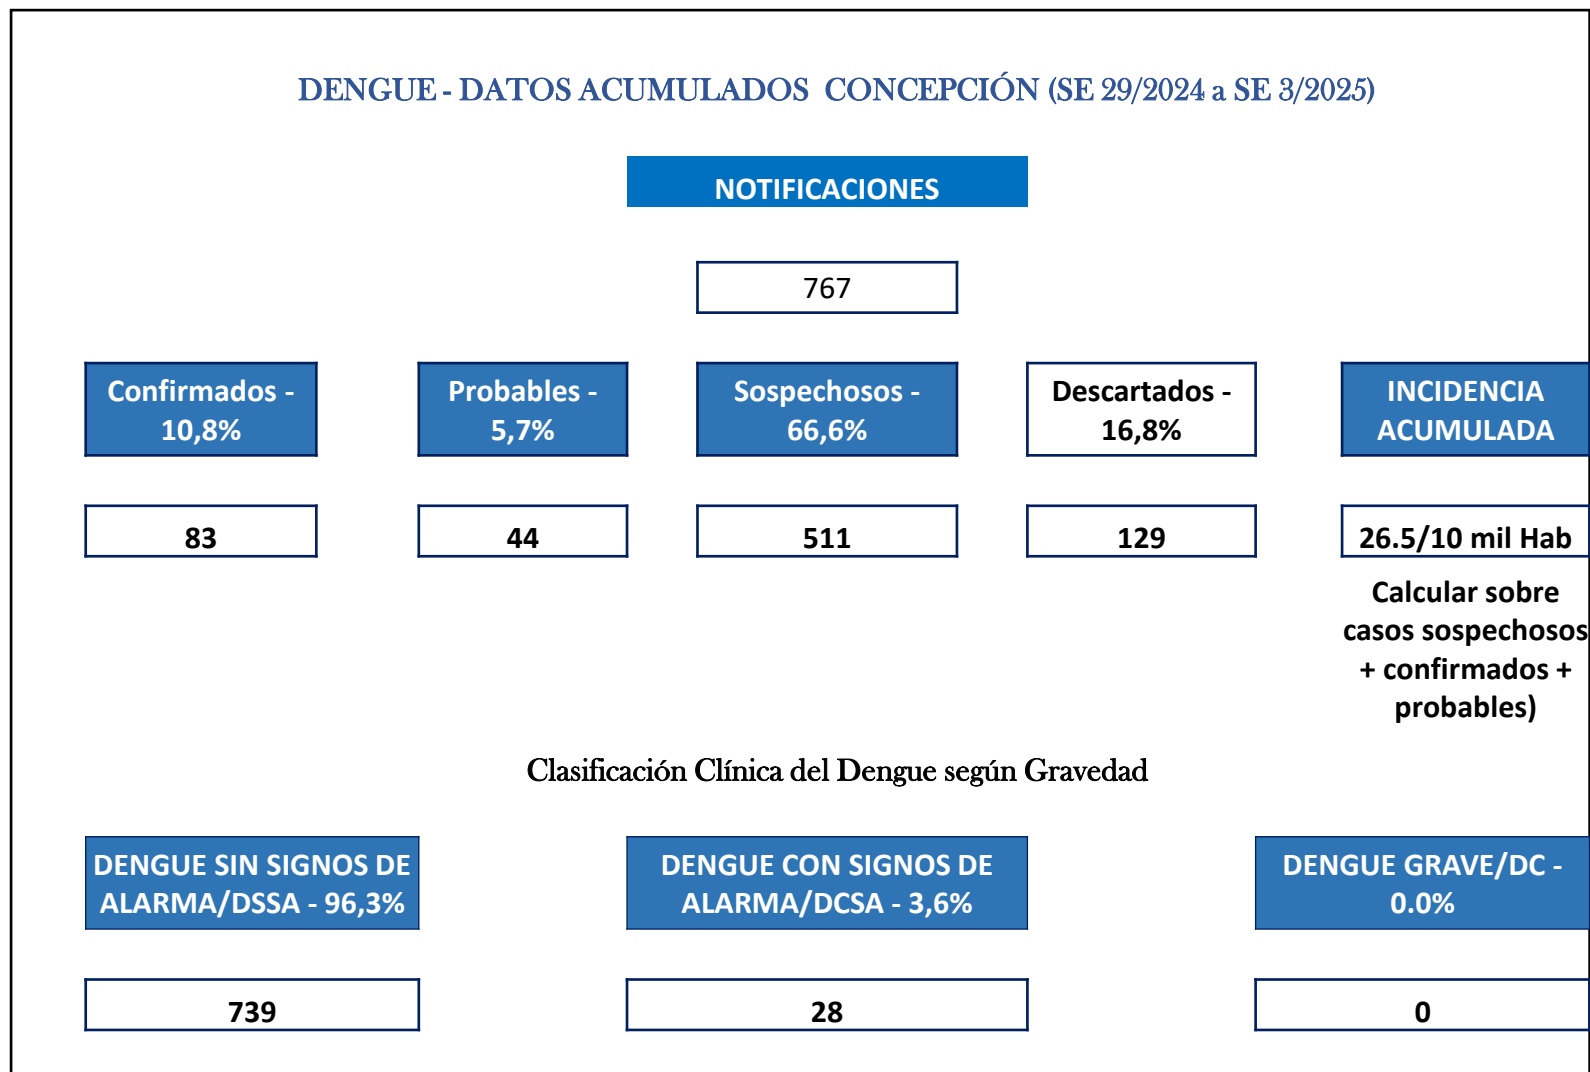 DENGUE - DATOS ACUMULADOS CONCEPCIÓN (SE 29/2024 a SE 3/2025)
NOTIFICACIONES
767
Confirmados -
10,8%
Probables -
5,7%
Sospechosos -
66,6%
Descartados -
16,8%
INCIDENCIA
ACUMULADA
83
44
511
129
26.5/10 mil Hab
Calcular sobre
casos sospechosos
+ confirmados +
probables)
Clasificación Clínica del Dengue según Gravedad
DENGUE SIN SIGNOS DE
ALARMA/DSSA - 96,3%
DENGUE CON SIGNOS DE
ALARMA/DCSA - 3,6%
DENGUE GRAVE/DC -
0.0%
739
28
0